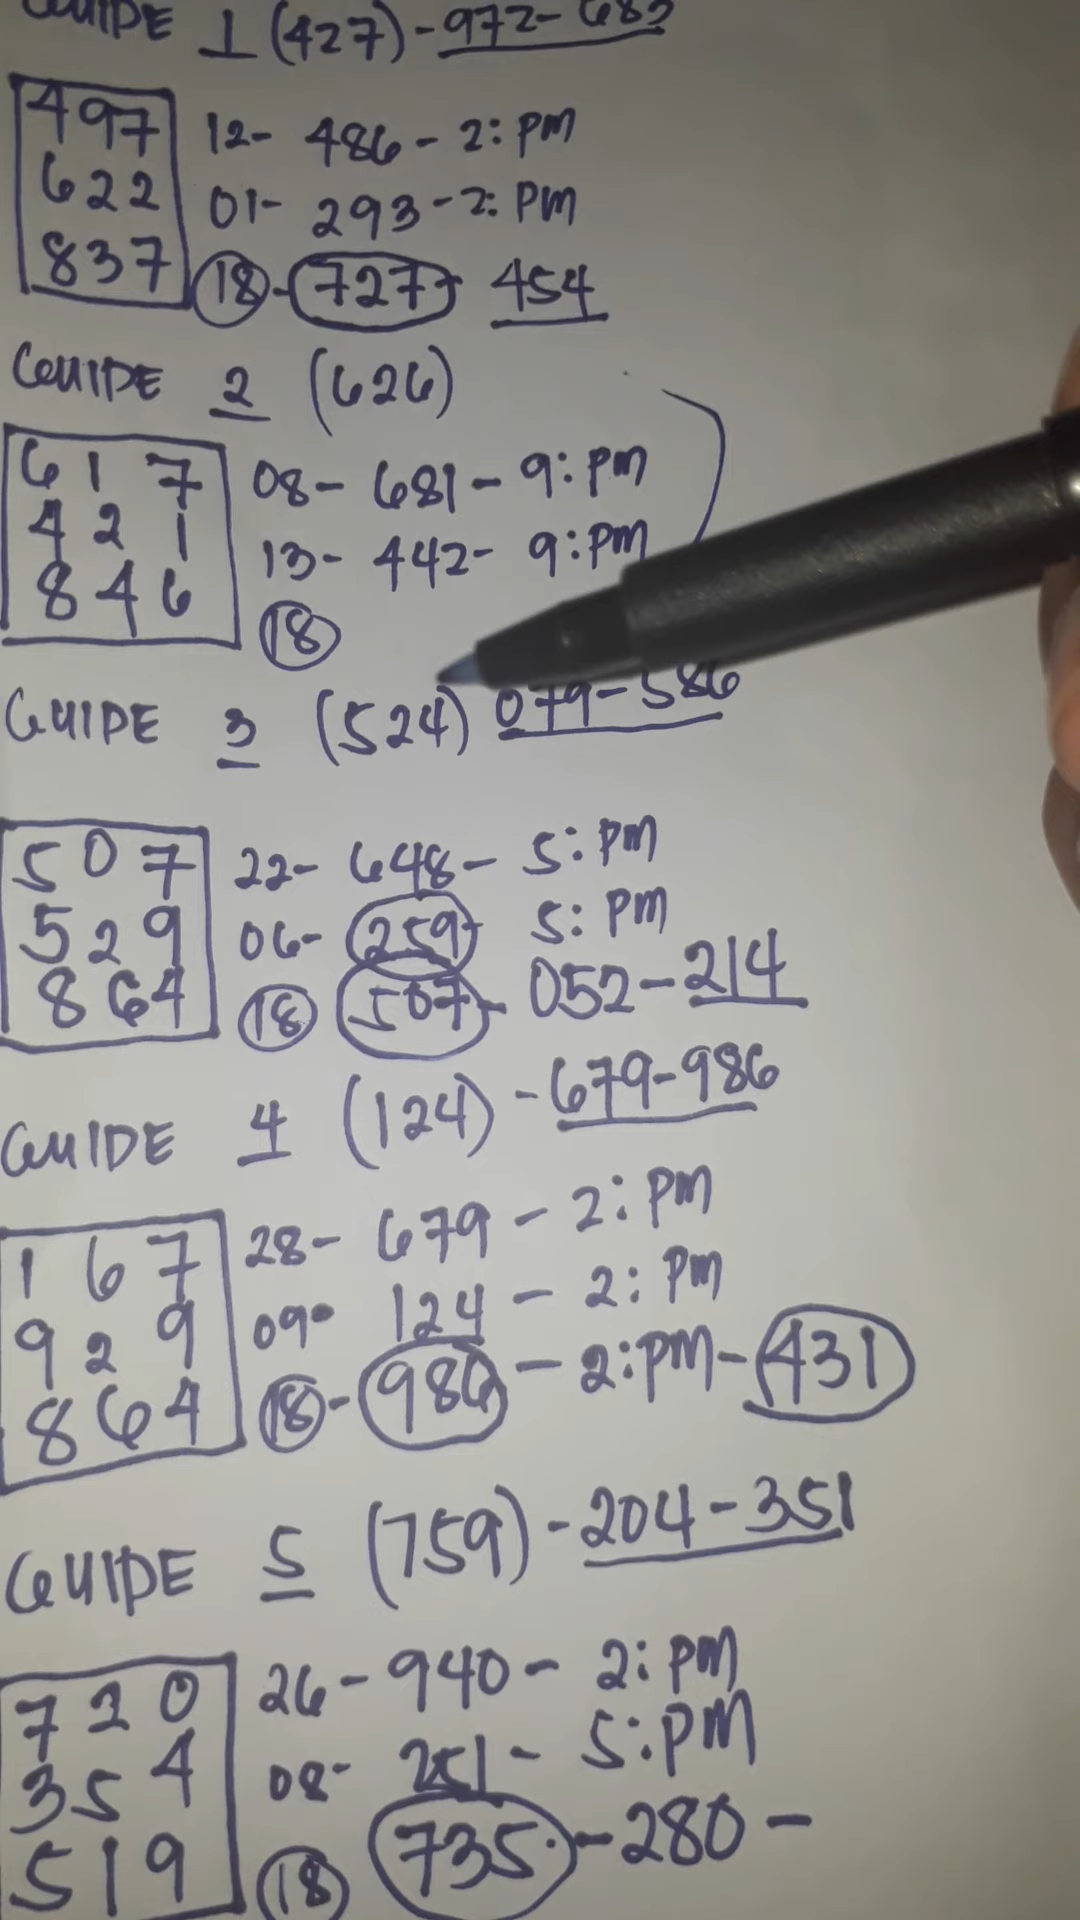 GUIDE 1 (427) - 972 - 683
497 12- 486 - 2: PM
622 01- 293 - 2: PM
837 18 - 727 - 454
GUIDE 2 (626)
617 08- 681 - 9: PM
421 13- 442- 9: PM
846 18
GUIDE 3 (524) 079 - 586
507 22- 648 - 5: PM
529 06- 259 - 5: PM
864 18 507 - 052 - 214
GUIDE 4 (124) - 679 - 986
167 28- 679 - 2: PM
929 09- 124 - 2: PM
864 18 - 986 - 2: PM - 431
GUIDE 5 (759) - 204 - 351
720 26 - 940 - 2: PM
354 08- 251 - 5: PM
519 18 735 - 280 -